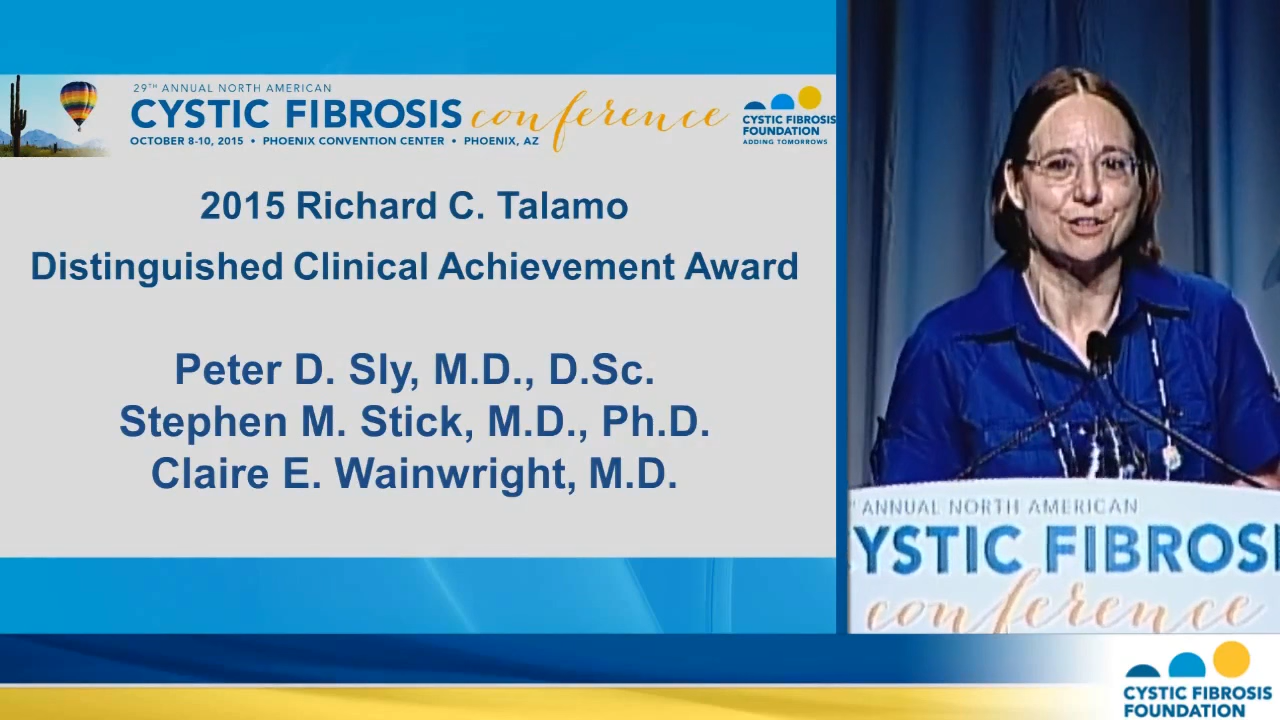 29TH ANNUAL NORTH AMERICAN
CYSTIC FIBROSIS conference
OCTOBER 8-10, 2015 • PHOENIX CONVENTION CENTER • PHOENIX, AZ
CYSTIC FIBROSIS
FOUNDATION
ADDING TOMORROWS
2015 Richard C. Talamo
Distinguished Clinical Achievement Award
Peter D. Sly, M.D., D.Sc.
Stephen M. Stick, M.D., Ph.D.
Claire E. Wainwright, M.D.
ANNUAL NORTH AMERICAN
YSTIC FIBROSI
conference
CYSTIC FIBROSIS
FOUNDATION